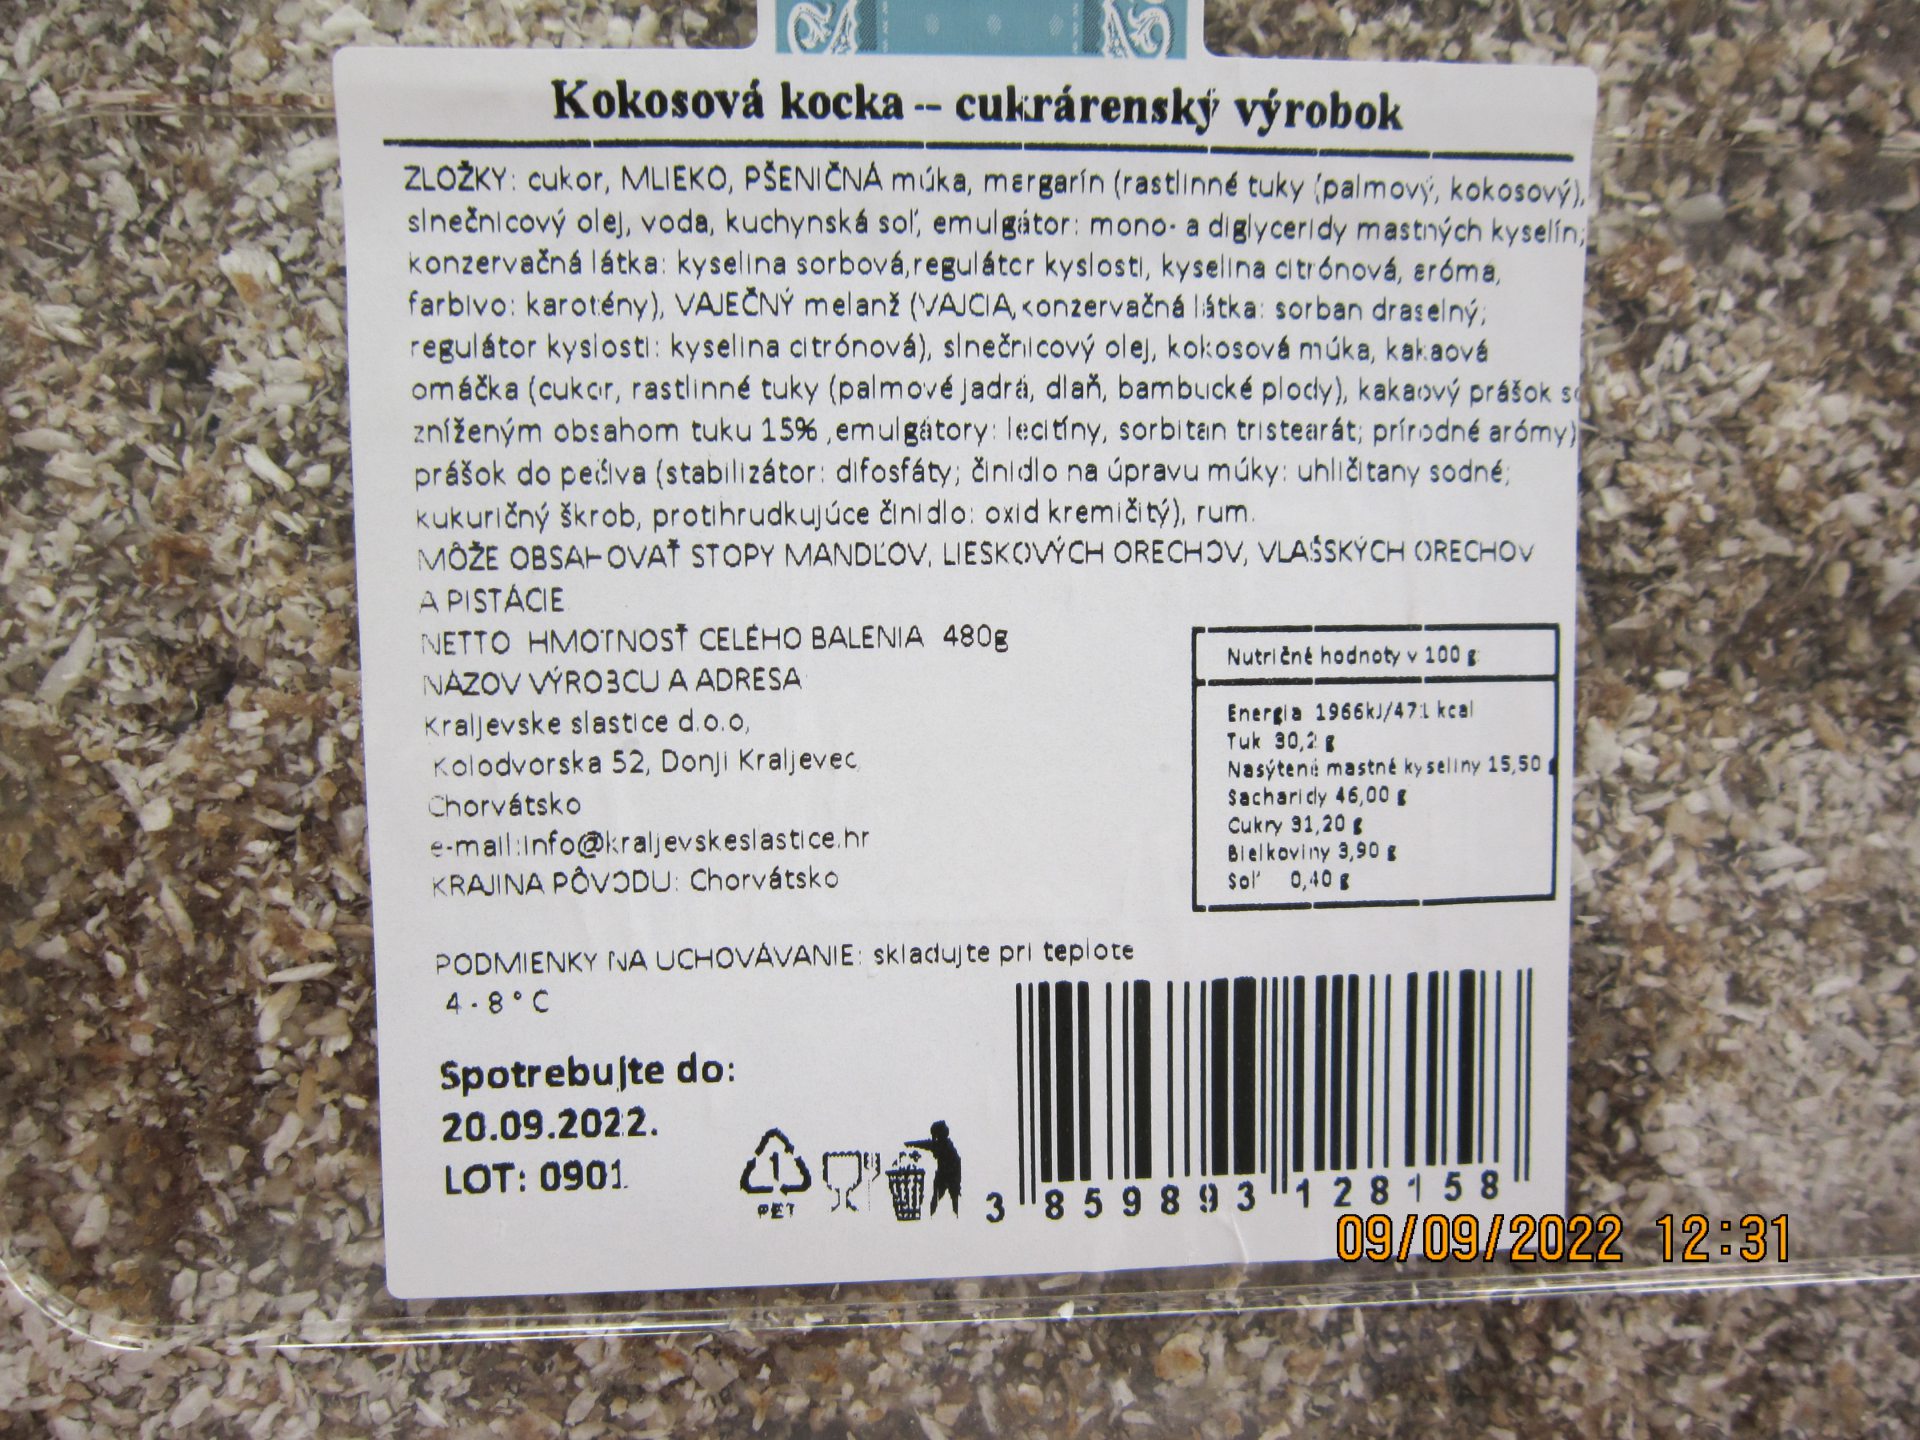 Kokosová kocka -- cukrárenský výrobok
ZLOŽKY: cukor, MLIEKO, PŠENIČNÁ múka, margarín (rastlinné tuky (palmový, kokosový),
slnečnicový olej, voda, kuchynská soľ, emulgátor: mono- a diglyceridy mastných kyselín;
konzervačná látka: kyselina sorbová,regulátor kyslosti, kyselina citrónová, aróma,
farbivo: karotény), VAJEČNÝ melanž (VAJCIA,konzervačná látka: sorban draselný;
regulátor kyslosti: kyselina citrónová), slnečnicový olej, kokosová múka, kakaová
omáčka (cukor, rastlinné tuky (palmové jadrá, dlaň, bambucké plody), kakaový prášok so
zníženým obsahom tuku 15% ,emulgátory: lecitíny, sorbitan tristearát; prírodné arómy)
prášok do pečiva (stabilizátor: difosfáty; činidlo na úpravu múky: uhličitany sodné;
kukuričný škrob, protihrudkujúce činidlo: oxid kremičitý), rum.
MÔŽE OBSAHOVAŤ STOPY MANDĽOV, LIESKOVÝCH ORECHOV, VLAŠSKÝCH ORECHOV
A PISTÁCIE
NETTO HMOTNOSŤ CELÉHO BALENIA 480g
NÁZOV VÝROBCU A ADRESA
Kraljevske slastice d.o.o,
Kolodvorska 52, Donji Kraljevec
Chorvátsko
e-mail:info@kraljevskeslastice.hr
KRAJINA PÔVODU: Chorvátsko
Nutričné hodnoty v 100 g
Energia 1966kJ/471 kcal
Tuk 30,2 g
Nasýtené mastné kyseliny 15,50 g
Sacharidy 46,00 g
Cukry 31,20 g
Bielkoviny 3,90 g
Soľ 0,40 g
PODMIENKY NA UCHOVÁVANIE: skladujte pri teplote
4 - 8 ° C
Spotrebujte do:
20.09.2022.
LOT: 0901
1
PET
3 859893 128158
09/09/2022 12:31